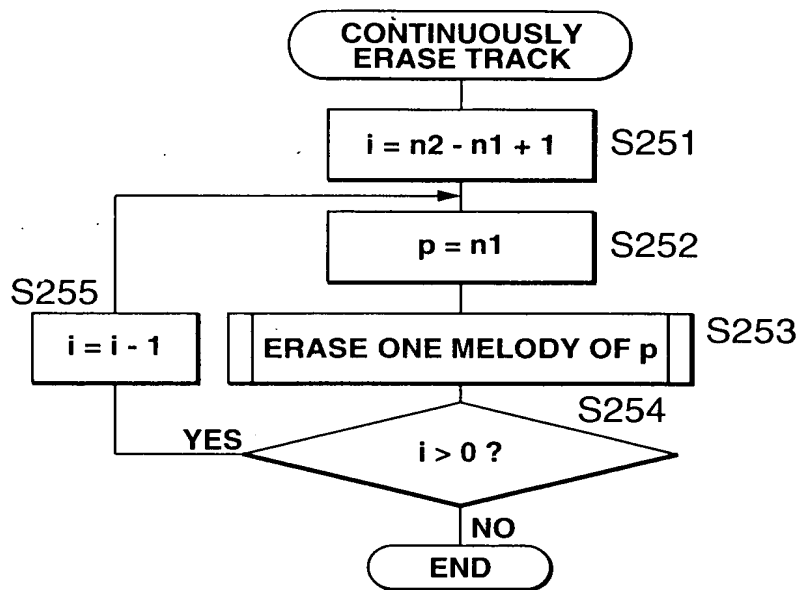 CONTINUOUSLY
ERASE TRACK
i = n2 - n1 + 1
S251
p = n1
S252
S255
i = i - 1
ERASE ONE MELODY OF p
S253
S254
YES
i > 0 ?
NO
END